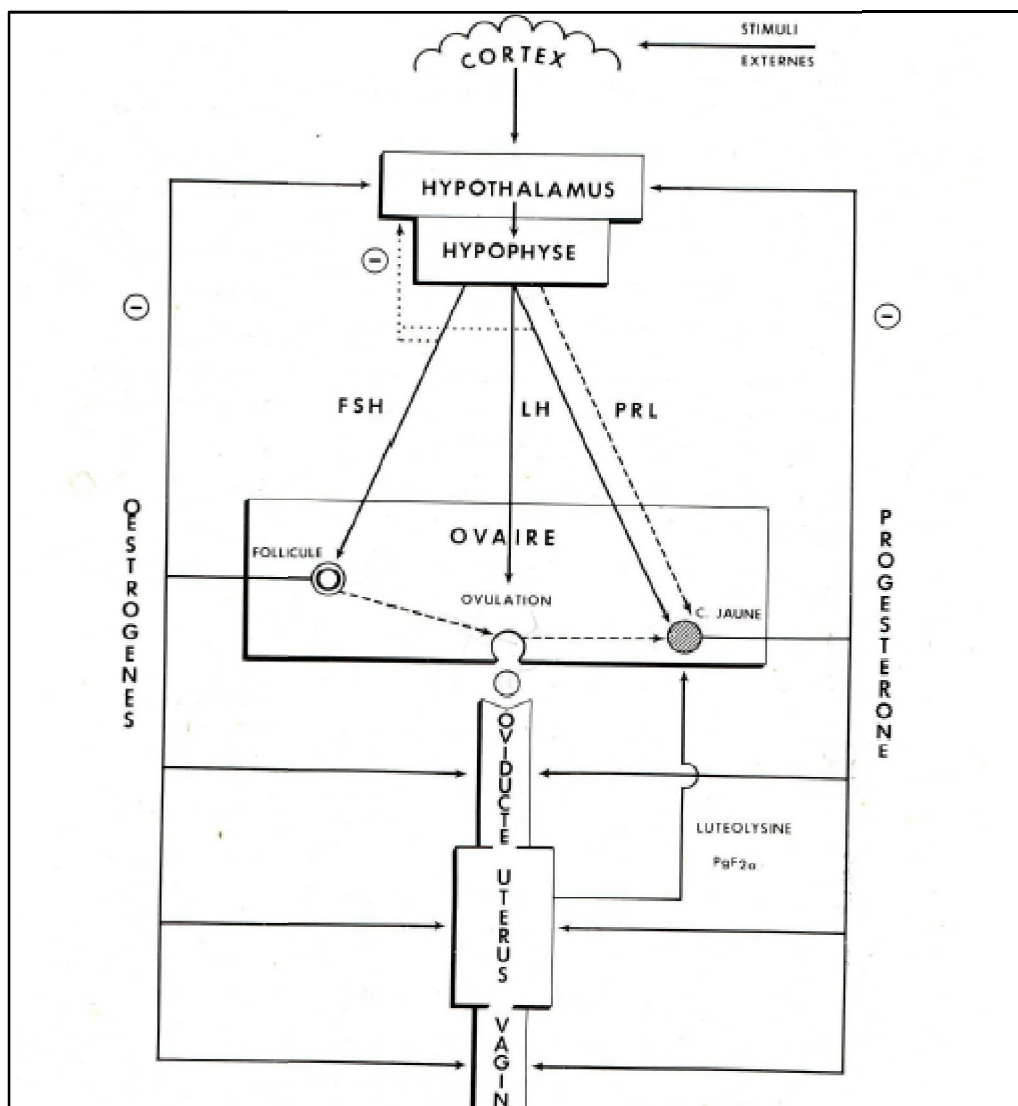 STIMULI
EXTERNES
CORTEX
HYPOTHALAMUS
HYPOPHYSE
-
-
-
FSH
LH
PRL
OESTROGENES
PROGESTERONE
OVAIRE
FOLLICULE
OVULATION
C. JAUNE
OVIDUCTE
LUTEOLYSINE
PgF2α
UTERUS
VAGIN